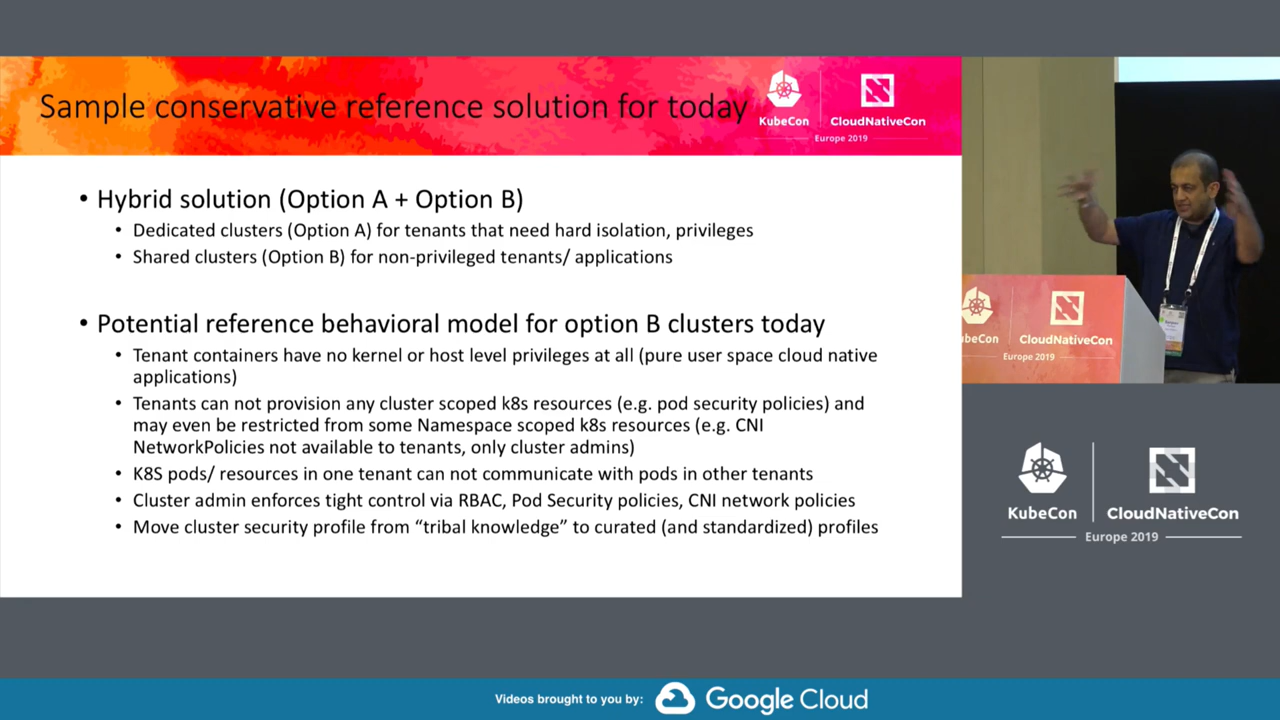 Sample conservative reference solution for today
KubeCon
CloudNativeCon
Europe 2019
• Hybrid solution (Option A + Option B)
• Dedicated clusters (Option A) for tenants that need hard isolation, privileges
• Shared clusters (Option B) for non-privileged tenants/ applications
• Potential reference behavioral model for option B clusters today
• Tenant containers have no kernel or host level privileges at all (pure user space cloud native
applications)
• Tenants can not provision any cluster scoped k8s resources (e.g. pod security policies) and
may even be restricted from some Namespace scoped k8s resources (e.g. CNI
NetworkPolicies not available to tenants, only cluster admins)
• K8S pods/ resources in one tenant can not communicate with pods in other tenants
• Cluster admin enforces tight control via RBAC, Pod Security policies, CNI network policies
• Move cluster security profile from “tribal knowledge” to curated (and standardized) profiles
ubeCon
CloudNativeCon
Europe 2019
KubeCon
CloudNativeCon
Europe 2019
Videos brought to you by:
Google Cloud